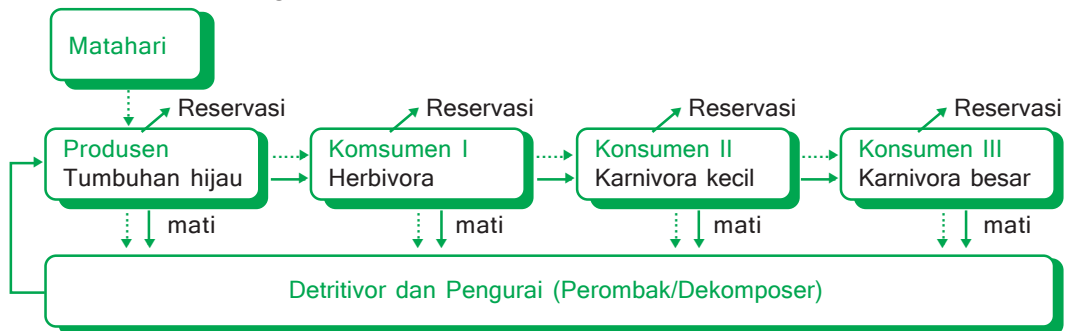 Matahari
Reservasi
Reservasi
Reservasi
Reservasi
Produsen
Tumbuhan hijau
Komsumen I
Herbivora
Konsumen II
Karnivora kecil
Konsumen III
Karnivora besar
mati
mati
mati
mati
Detritivor dan Pengurai (Perombak/Dekomposer)